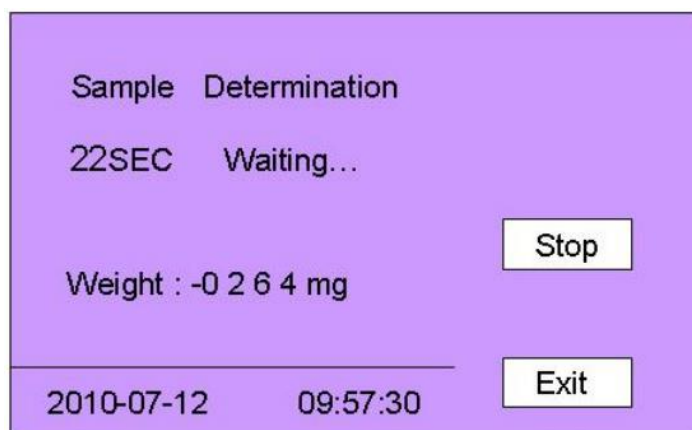 Sample Determination
22SEC Waiting...
Stop
Weight : -0 2 6 4 mg
Exit
2010-07-12 09:57:30